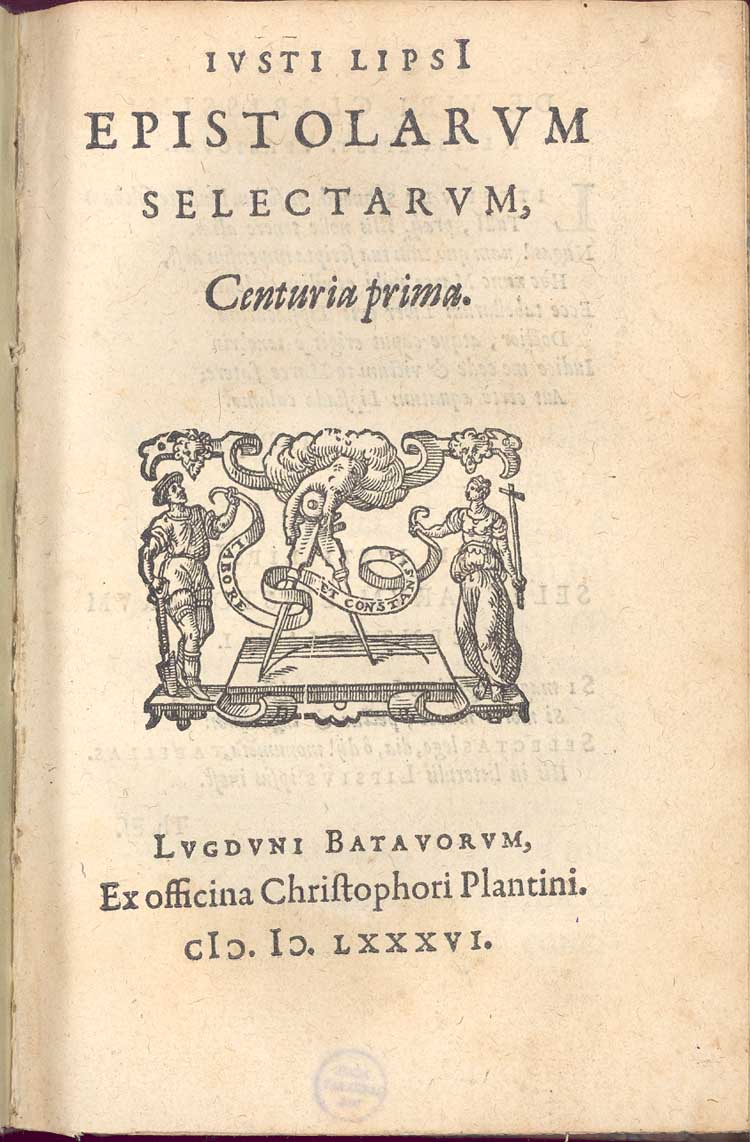 IVSTI LIPSI
EPISTOLARVM
SELECTARVM,
Centuria prima.
LABORE
ET CONSTANTIA
LVGDVNI BATAVORVM,
Ex officina Chriſtophori Plantini.
cIↄ. Iↄ. LXXXVI.